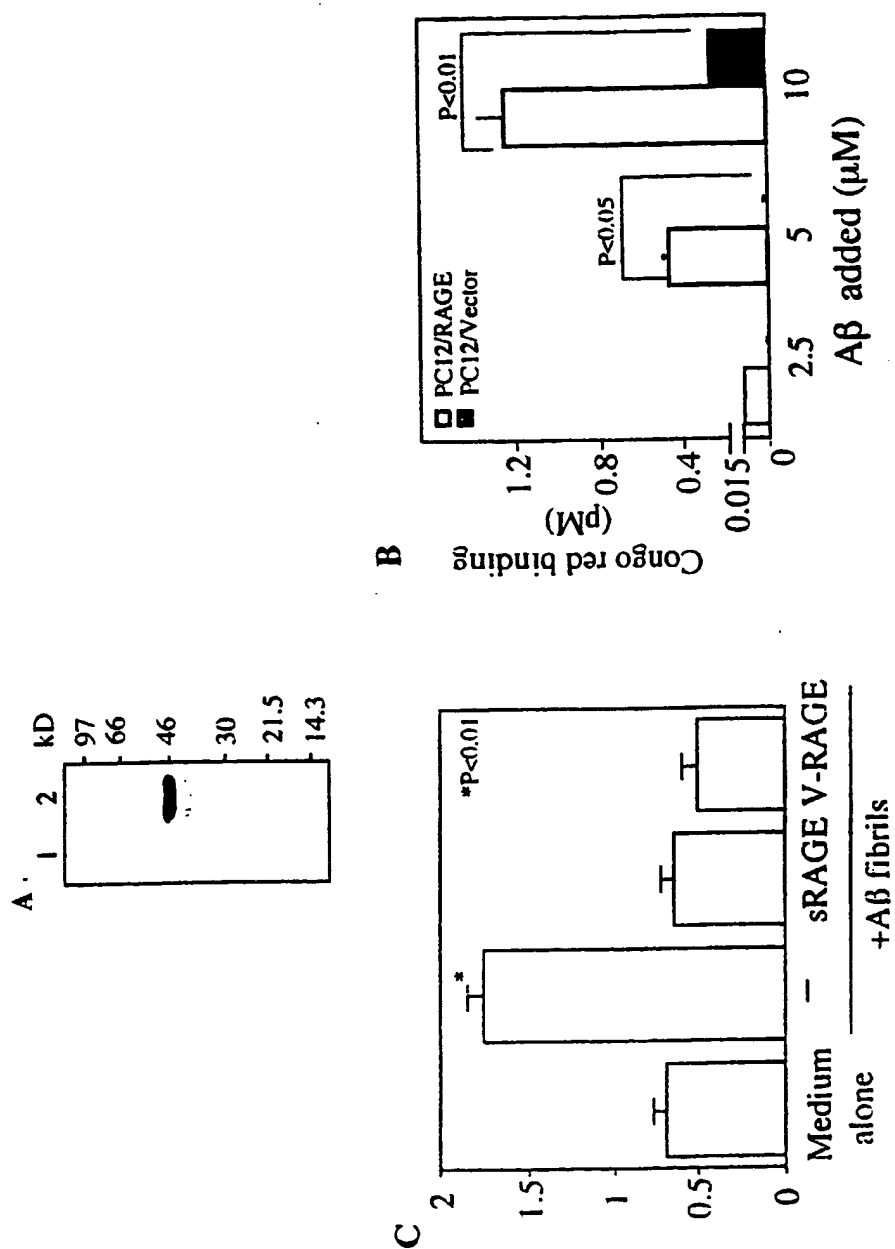 A
1 2 kD
97
66
46
30
21.5
14.3
B
Congo red binding
(pM)
1.2
0.8
0.4
0.015
0
PC12/RAGE
PC12/Vector
P<0.05
P<0.01
2.5 5 10
Aβ added (μM)
C
2
1.5
1
0.5
0
*
*P<0.01
Medium
alone
– sRAGE V-RAGE
+Aβ fibrils